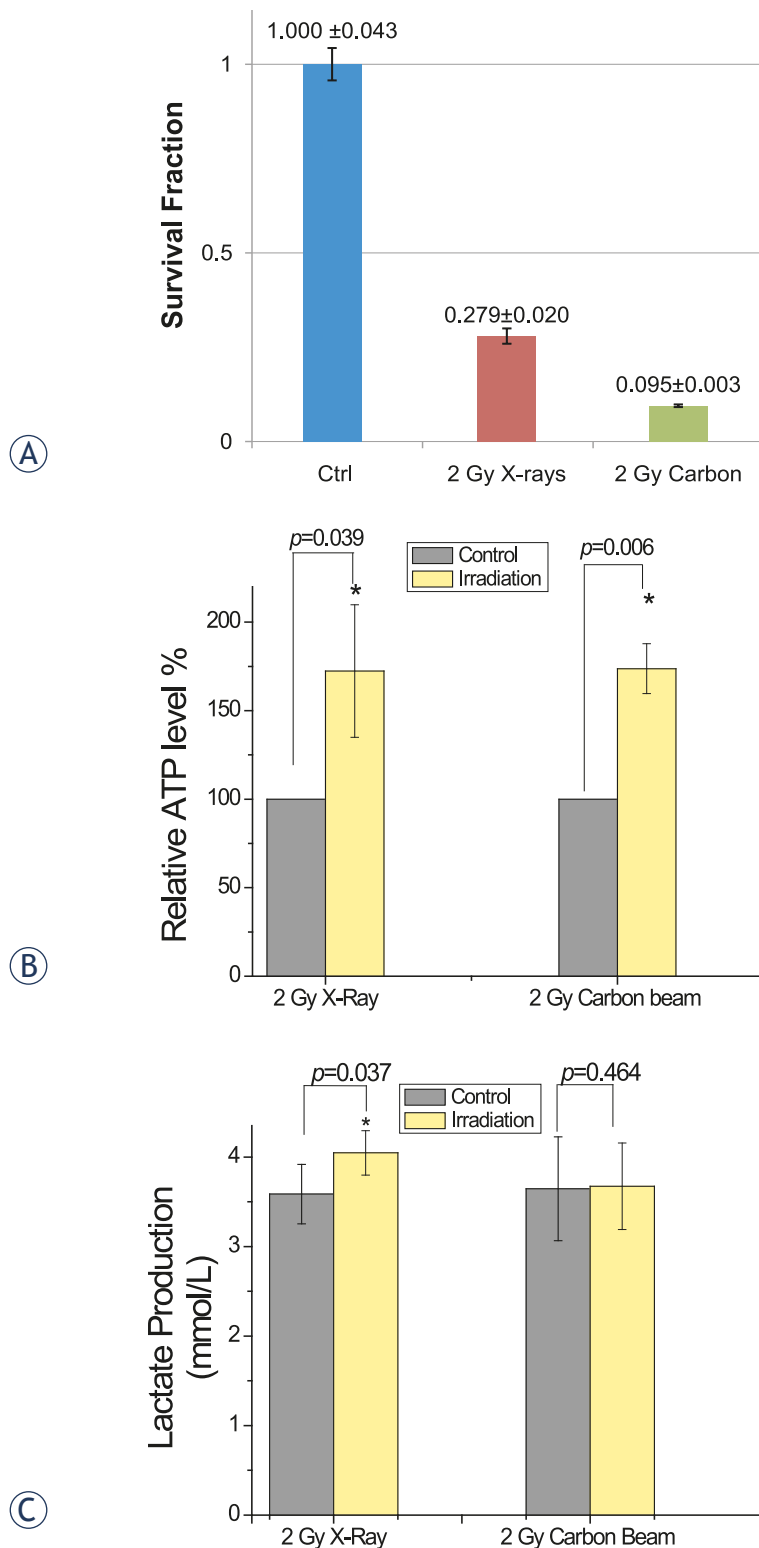 1.000 ±0.043
1
Survival Fraction
0.5
0.279±0.020
0.095±0.003
0
A
Ctrl
2 Gy X-rays
2 Gy Carbon
p=0.039
Control
Irradiation
p=0.006
*
*
200
Relative ATP level %
150
100
50
0
B
2 Gy X-Ray
2 Gy Carbon beam
p=0.037
Control
Irradiation
p=0.464
*
4
Lactate Production
(mmol/L)
3
2
1
0
C
2 Gy X-Ray
2 Gy Carbon Beam